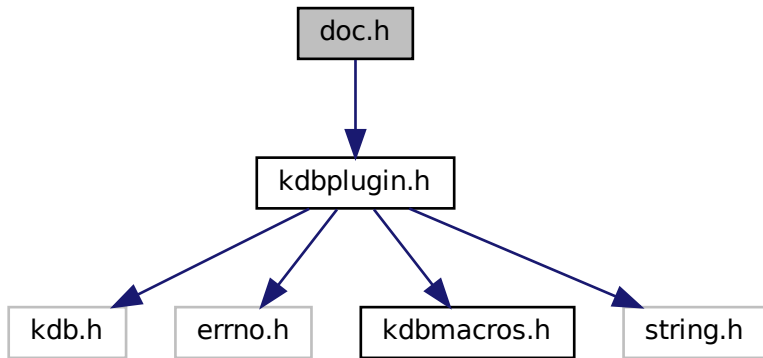 doc.h
kdbplugin.h
kdb.h
errno.h
kdbmacros.h
string.h